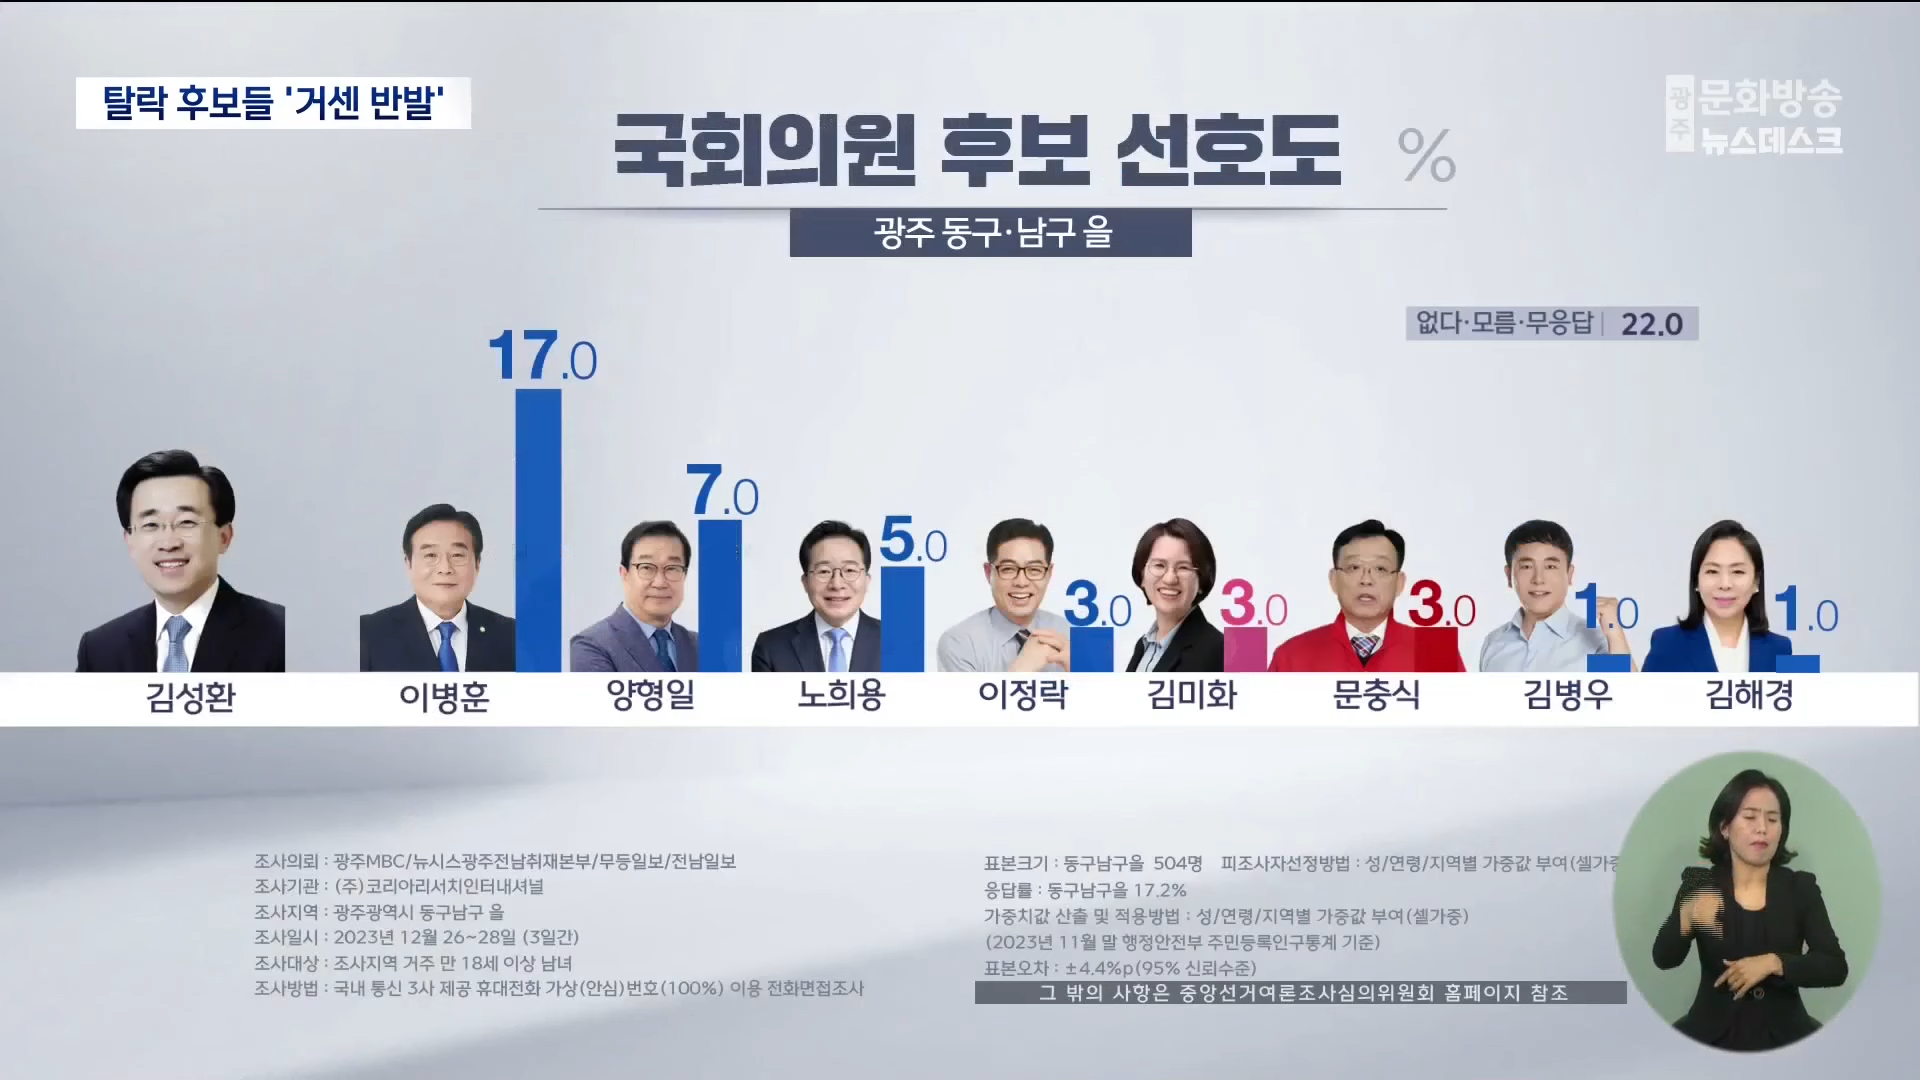 탈락 후보들 '거센 반발'
광주
문화방송
뉴스데스크
국회의원 후보 선호도 %
광주 동구·남구 을
없다·모름·무응답 22.0
17.0
7.0
5.0
3.0
3.0
3.0
1.0
1.0
김성환
이병훈
양형일
노희용
이정락
김미화
문충식
김병우
김해경
조사의뢰 : 광주MBC/뉴시스광주전남취재본부/무등일보/전남일보
조사기관 : (주)코리아리서치인터내셔널
조사지역 : 광주광역시 동구남구 을
조사일시 : 2023년 12월 26~28일 (3일간)
조사대상 : 조사지역 거주 만 18세 이상 남녀
조사방법 : 국내 통신 3사 제공 휴대전화 가상(안심)번호(100%) 이용 전화면접조사
표본크기 : 동구남구을 504명 피조사자선정방법 : 성/연령/지역별 가중값 부여(셀가중
응답률 : 동구남구을 17.2%
가중치값 산출 및 적용방법 : 성/연령/지역별 가중값 부여(셀가중)
(2023년 11월 말 행정안전부 주민등록인구통계 기준)
표본오차 : ±4.4%p(95% 신뢰수준)
그 밖의 사항은 중앙선거여론조사심의위원회 홈페이지 참조